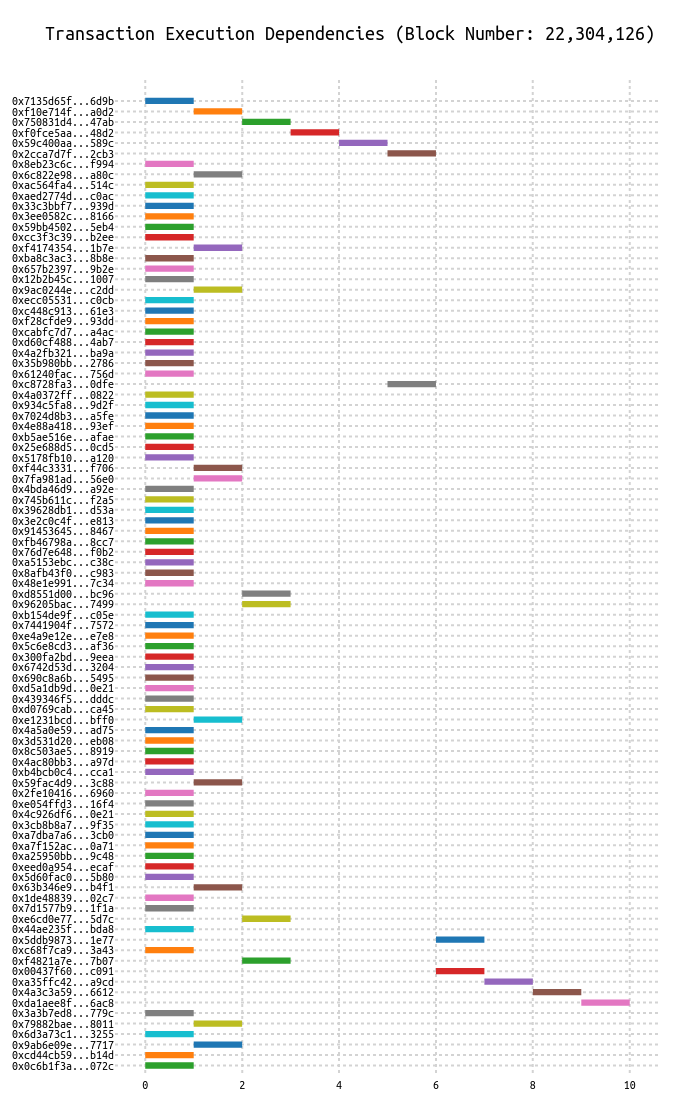 Transaction Execution Dependencies (Block Number: 22,304,126)
0x7135d65f...6d9b
0xf10e714f...a0d2
0x750831d4...47ab
0xf0fce5aa...48d2
0x59c400aa...589c
0x2cca7d7f...2cb3
0x8eb23c6c...f994
0x6c822e98...a80c
0xac564fa4...514c
0xaed2774d...c0ac
0x33c3bbf7...939d
0x3ee0582c...8166
0x59bb4502...5eb4
0xcc3f3c39...b2ee
0xf4174354...1b7e
0xba8c3ac3...8b8e
0x657b2397...9b2e
0x12b2b45c...1007
0x9ac0244e...c2dd
0xecc05531...c0cb
0xc448c913...61e3
0xf28cfde9...93dd
0xcabfc7d7...a4ac
0xd60cf488...4ab7
0x4a2fb321...ba9a
0x35b980bb...2786
0x61240fac...756d
0xc8728fa3...0dfe
0x4a0372ff...0822
0x934c5fa8...9d2f
0x7024d8b3...a5fe
0x4e88a418...93ef
0xb5ae516e...afae
0x25e688d5...0cd5
0x5178fb10...a120
0xf44c3331...f706
0x7fa981ad...56e0
0x4bda46d9...a92e
0x745b611c...f2a5
0x39628db1...d53a
0x3e2c0c4f...e813
0x91453645...8467
0xfb46798a...8cc7
0x76d7e648...f0b2
0xa5153ebc...c38c
0x8afb43f0...c983
0x48e1e991...7c34
0xd8551d00...bc96
0x96205bac...7499
0xb154de9f...c05e
0x7441904f...7572
0xe4a9e12e...e7e8
0x5c6e8cd3...af36
0x300fa2bd...9eea
0x6742d53d...3204
0x690c8a6b...5495
0xd5a1db9d...0e21
0x439346f5...dddc
0xd0769cab...ca45
0xe1231bcd...bff0
0x4a5a0e59...ad75
0x3d531d20...eb08
0x8c503ae5...8919
0x4ac80bb3...a97d
0xb4bcb0c4...cca1
0x59fac4d9...3c88
0x2fe10416...6960
0xe054ffd3...16f4
0x4c926df6...0e21
0x3cb8b8a7...9f35
0xa7dba7a6...3cb0
0xa7f152ac...0a71
0xa25950bb...9c48
0xeed0a954...ecaf
0x5d60fac0...5b80
0x63b346e9...b4f1
0x1de48839...02c7
0x7d1577b9...1f1a
0xe6cd0e77...5d7c
0x44ae235f...bda8
0x5ddb9873...1e77
0xc68f7ca9...3a43
0xf4821a7e...7b07
0x00437f60...c091
0xa35ffc42...a9cd
0x4a3c3a59...6612
0xda1aee8f...6ac8
0x3a3b7ed8...779c
0x79882bae...8011
0x6d3a73c1...3255
0x9ab6e09e...7717
0xcd44cb59...b14d
0x0c6b1f3a...072c
0 2 4 6 8 10